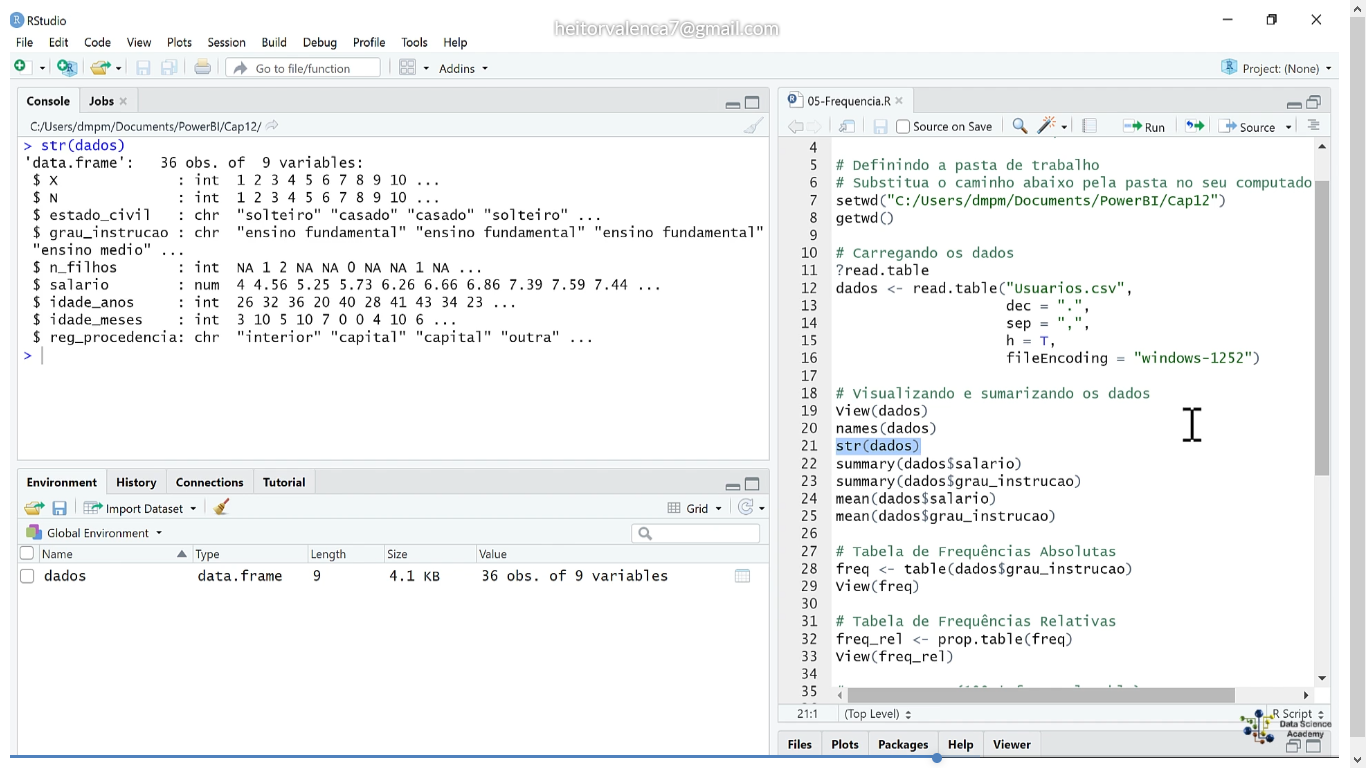 RStudio
heitorvalenca7@gmail.com
File Edit Code View Plots Session Build Debug Profile Tools Help
Go to file/function
Addins
Project: (None)
Console Jobs
C:/Users/dmpm/Documents/PowerBI/Cap12/
> str(dados)
'data.frame':   36 obs. of  9 variables:
 $ X              : int  1 2 3 4 5 6 7 8 9 10 ...
 $ N              : int  1 2 3 4 5 6 7 8 9 10 ...
 $ estado_civil   : chr  "solteiro" "casado" "casado" "solteiro" ...
 $ grau_instrucao : chr  "ensino fundamental" "ensino fundamental" "ensino fundamental"
"ensino medio" ...
 $ n_filhos       : int  NA 1 2 NA NA 0 NA NA 1 NA ...
 $ salario        : num  4 4.56 5.25 5.73 6.26 6.66 6.86 7.39 7.59 7.44 ...
 $ idade_anos     : int  26 32 36 20 40 28 41 43 34 23 ...
 $ idade_meses    : int  3 10 5 10 7 0 0 4 10 6 ...
 $ reg_procedencia: chr  "interior" "capital" "capital" "outra" ...
>
Environment History Connections Tutorial
Import Dataset
Grid
Global Environment
Name Type Length Size Value
dados data.frame 9 4.1 KB 36 obs. of 9 variables
05-Frequencia.R
Source on Save
Run
Source
4
5 # Definindo a pasta de trabalho
6 # Substitua o caminho abaixo pela pasta no seu computado
7 setwd("C:/Users/dmpm/Documents/PowerBI/Cap12")
8 getwd()
9
10 # Carregando os dados
11 ?read.table
12 dados <- read.table("Usuarios.csv",
13                     dec = ".",
14                     sep = ",",
15                     h = T,
16                     fileEncoding = "windows-1252")
17
18 # Visualizando e sumarizando os dados
19 View(dados)
20 names(dados)
21 str(dados)
22 summary(dados$salario)
23 summary(dados$grau_instrucao)
24 mean(dados$salario)
25 mean(dados$grau_instrucao)
26
27 # Tabela de Frequências Absolutas
28 freq <- table(dados$grau_instrucao)
29 View(freq)
30
31 # Tabela de Frequências Relativas
32 freq_rel <- prop.table(freq)
33 View(freq_rel)
34
35
21:1 (Top Level) R Script
Data Science
Academy
Files Plots Packages Help Viewer